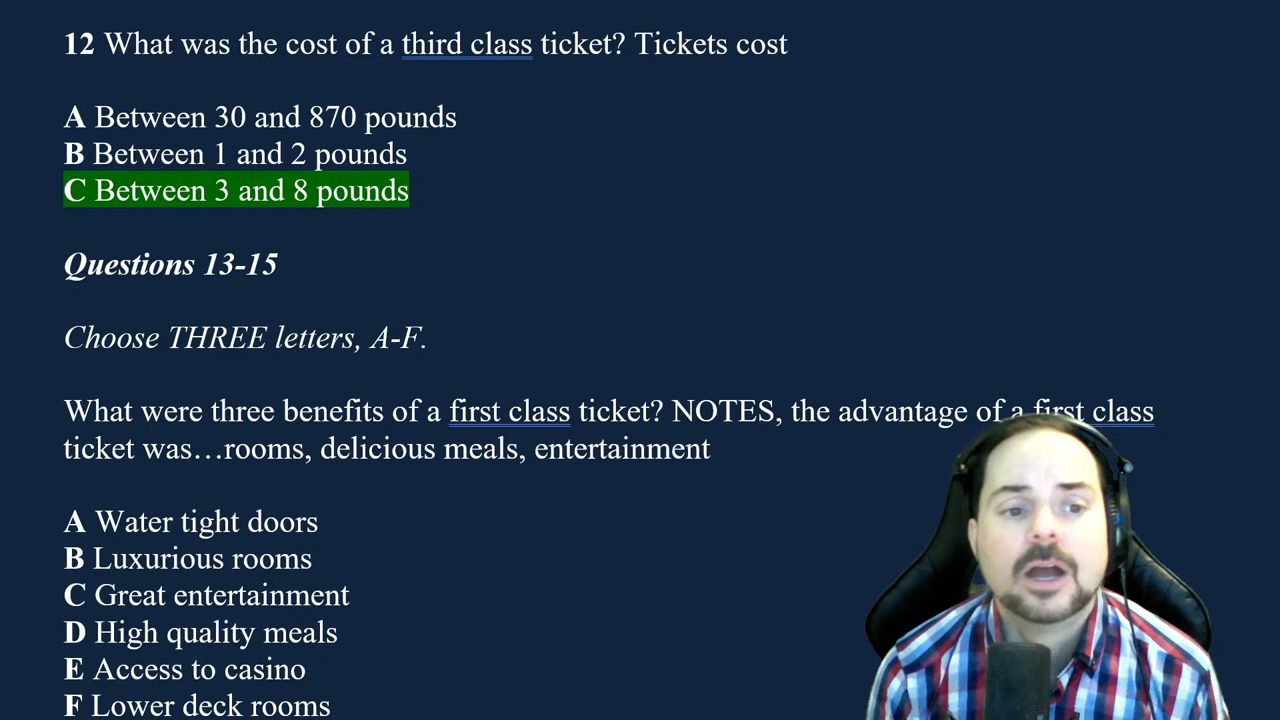 12 What was the cost of a third class ticket? Tickets cost
A Between 30 and 870 pounds
B Between 1 and 2 pounds
C Between 3 and 8 pounds
Questions 13-15
Choose THREE letters, A-F.
What were three benefits of a first class ticket? NOTES, the advantage of a first class
ticket was…rooms, delicious meals, entertainment
A Water tight doors
B Luxurious rooms
C Great entertainment
D High quality meals
E Access to casino
F Lower deck rooms